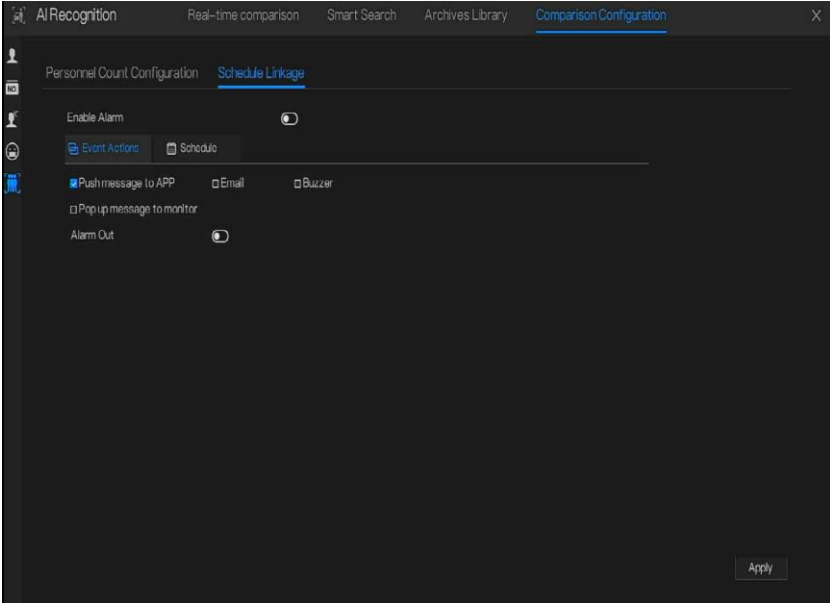 AI Recognition Real-time comparison Smart Search Archives Library Comparison Configuration X
Personnel Count Configuration Schedule Linkage
NO.
Enable Alarm
Event Actions Schedule
Push message to APP Email Buzzer
Pop up message to monitor
Alarm Out
Apply